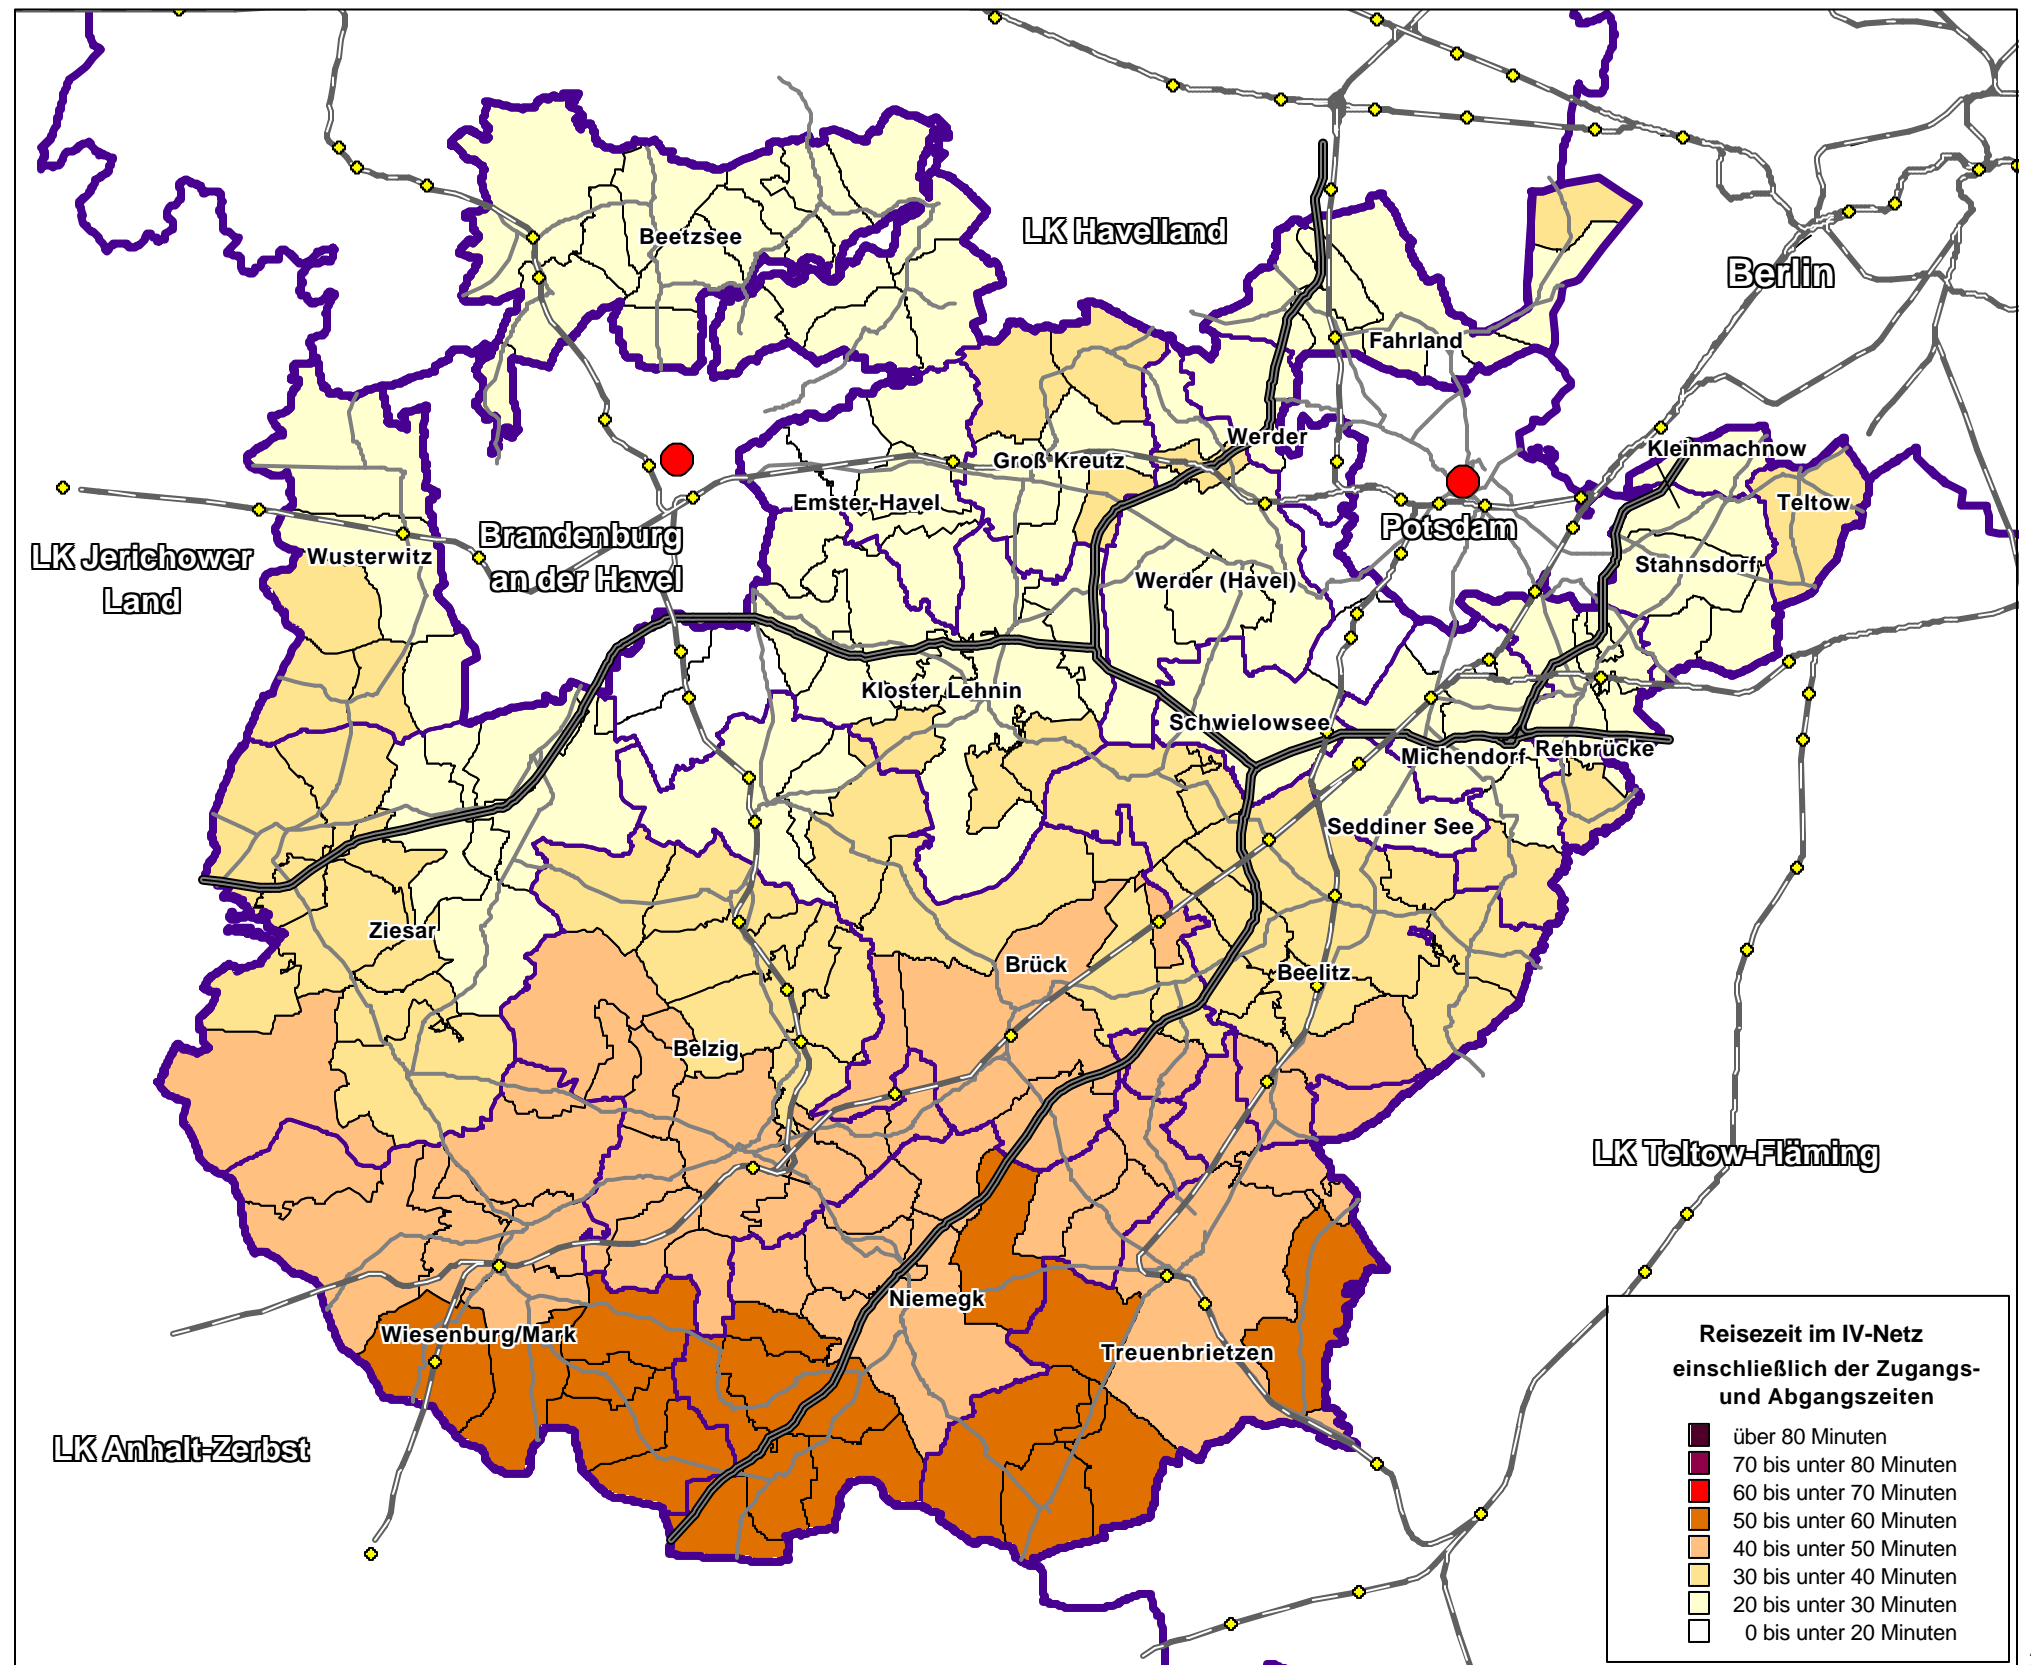 Beetzsee
LK Havelland
Berlin
Fahrland
Werder
Kleinmachnow
Groß Kreutz
Teltow
Emster-Havel
Brandenburg
an der Havel
Potsdam
LK Jerichower
Land
Wusterwitz
Stahnsdorf
Werder (Havel)
Kloster Lehnin
Schwielowsee
Michendorf
Rehbrücke
Seddiner See
Ziesar
Brück
Beelitz
Belzig
LK Teltow-Fläming
Niemegk
Wiesenburg/Mark
Treuenbrietzen
LK Anhalt-Zerbst
Reisezeit im IV-Netz
einschließlich der Zugangs-
und Abgangszeiten
über 80 Minuten
70 bis unter 80 Minuten
60 bis unter 70 Minuten
50 bis unter 60 Minuten
40 bis unter 50 Minuten
30 bis unter 40 Minuten
20 bis unter 30 Minuten
0 bis unter 20 Minuten